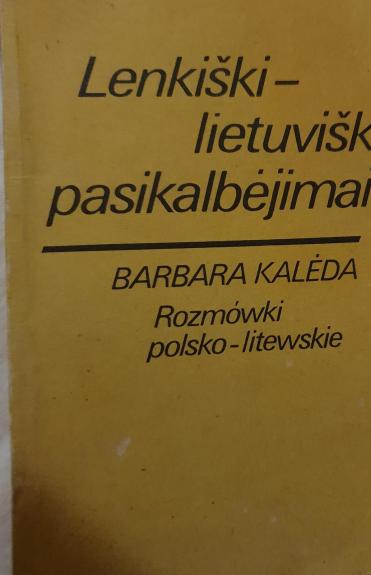 Lenkiški-
lietuvišk
pasikalbėjimai
BARBARA KALĖDA
Rozmówki
polsko-litewskie